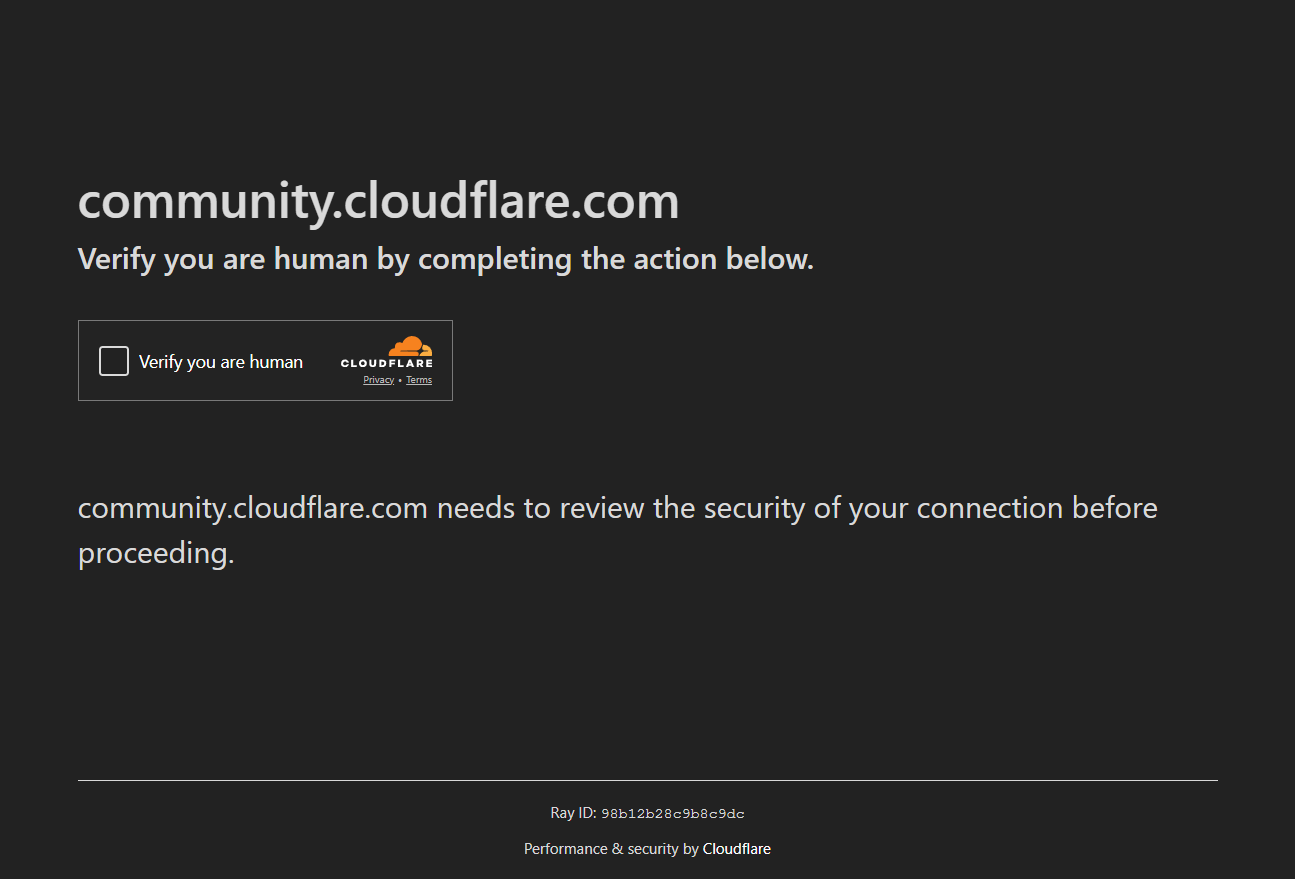 community.cloudflare.com
Verify you are human by completing the action below.
Verify you are human
CLOUDFLARE
Privacy • Terms
community.cloudflare.com needs to review the security of your connection before
proceeding.
Ray ID: 98b12b28c9b8c9dc
Performance & security by Cloudflare